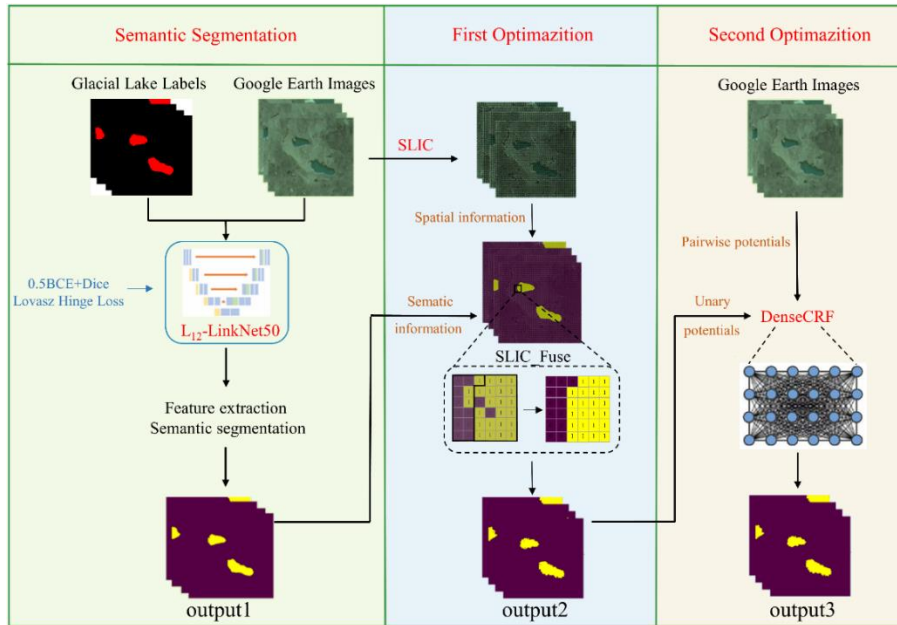 Semantic Segmentation
First Optimazition
Second Optimazition
Glacial Lake Labels
Google Earth Images
0.5BCE+Dice
Lovasz Hinge Loss
L₁₂-LinkNet50
Feature extraction
Semantic segmentation
output1
SLIC
Spatial information
Sematic
information
SLIC_Fuse
output2
Google Earth Images
Pairwise potentials
Unary
potentials
DenseCRF
output3